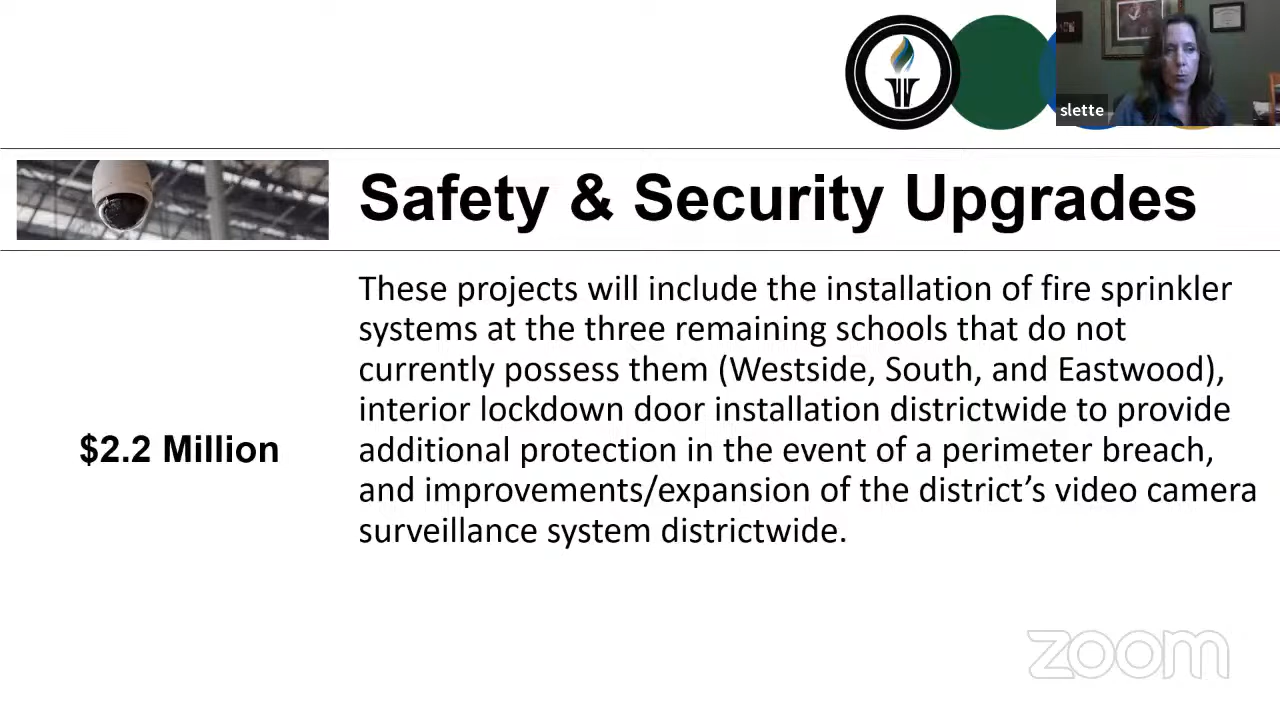 slette
Safety & Security Upgrades
$2.2 Million
These projects will include the installation of fire sprinkler
systems at the three remaining schools that do not
currently possess them (Westside, South, and Eastwood),
interior lockdown door installation districtwide to provide
additional protection in the event of a perimeter breach,
and improvements/expansion of the district’s video camera
surveillance system districtwide.
zoom